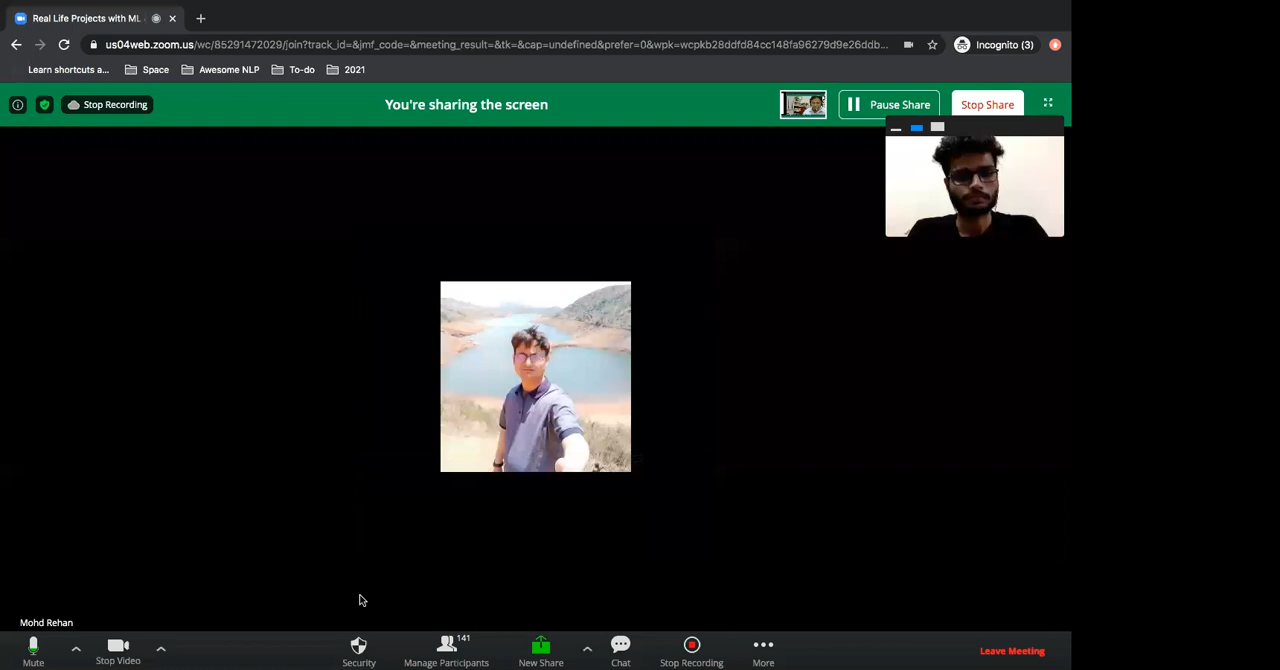 Real Life Projects with ML
us04web.zoom.us/wc/85291472029/join?track_id=&jmf_code=&meeting_result=&tk=&cap=undefined&prefer=0&wpk=wcpkb28ddfd84cc148fa96279d9e26ddb...
Incognito (3)
Learn shortcuts a... Space Awesome NLP To-do 2021
Stop Recording You're sharing the screen Pause Share Stop Share
Mohd Rehan
141
Mute Stop Video Security Manage Participants New Share Chat Stop Recording More Leave Meeting